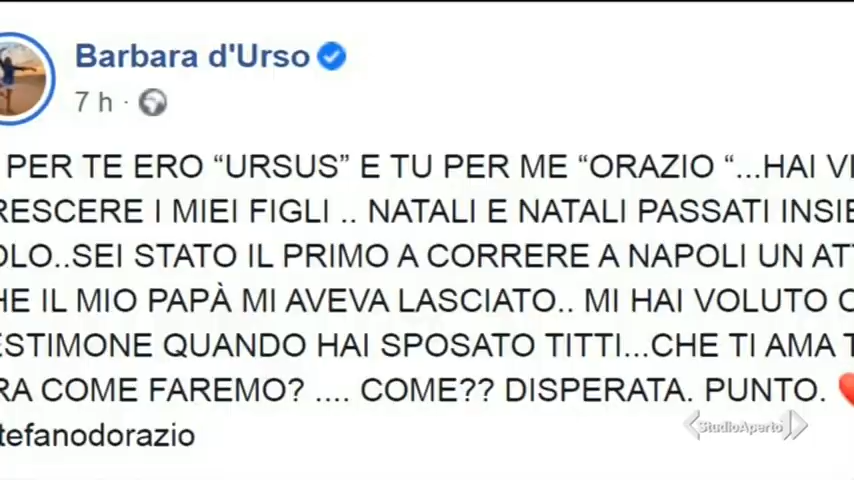 Barbara d'Urso
7 h ·
PER TE ERO “URSUS” E TU PER ME “ORAZIO “...HAI VI
RESCERE I MIEI FIGLI .. NATALI E NATALI PASSATI INSIE
OLO..SEI STATO IL PRIMO A CORRERE A NAPOLI UN ATT
HE IL MIO PAPÀ MI AVEVA LASCIATO.. MI HAI VOLUTO C
ESTIMONE QUANDO HAI SPOSATO TITTI...CHE TI AMA T
RA COME FAREMO? .... COME?? DISPERATA. PUNTO.
tefanodorazio
StudioAperto